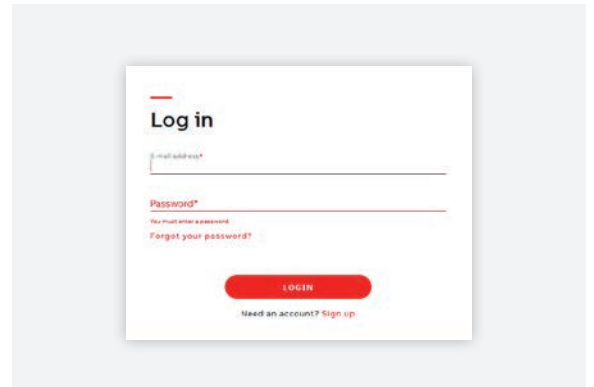 Log in
E-mail address*
Password*
You must enter a password
Forgot your password?
LOGIN
Need an account? Sign up